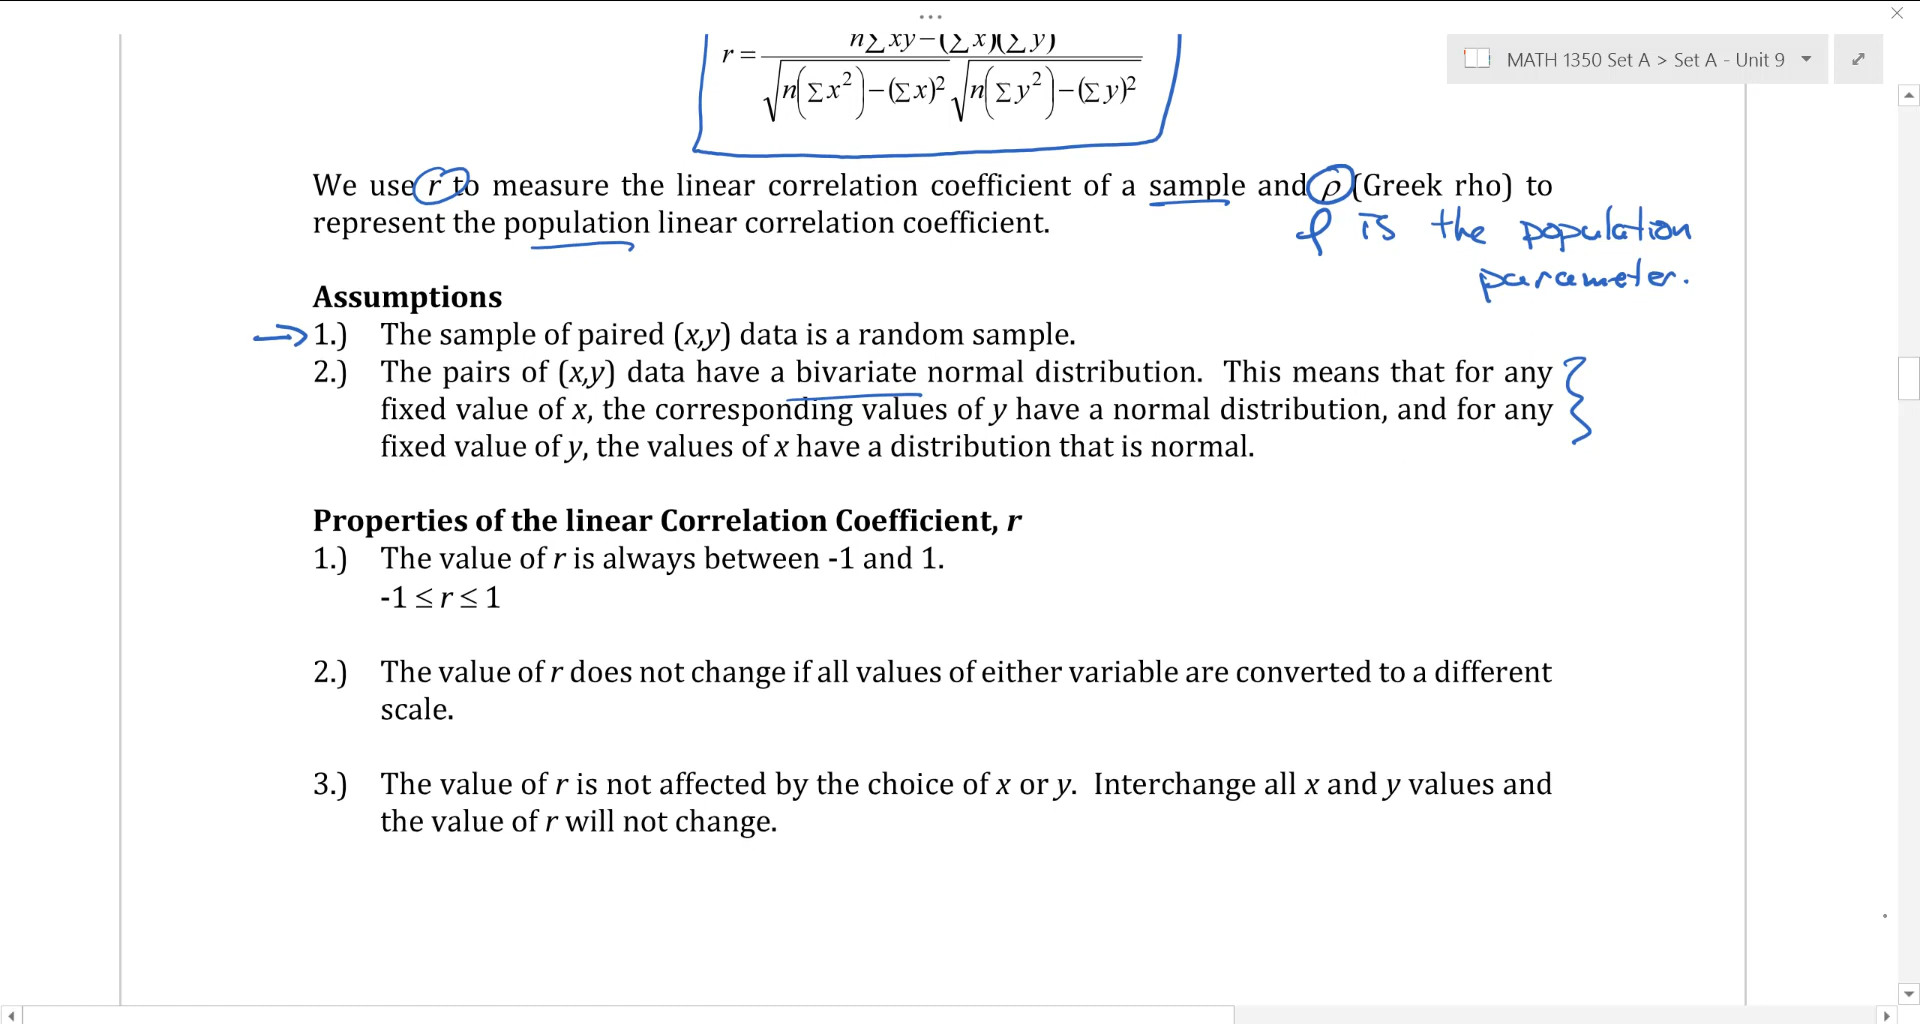 MATH 1350 Set A > Set A - Unit 9
r = n∑xy−(∑x)(∑y) / √n(∑x²)−(∑x)² √n(∑y²)−(∑y)²
We use r to measure the linear correlation coefficient of a sample and ρ (Greek rho) to
represent the population linear correlation coefficient.
ρ is the population
parameter.
Assumptions
1.) The sample of paired (x,y) data is a random sample.
2.) The pairs of (x,y) data have a bivariate normal distribution. This means that for any
fixed value of x, the corresponding values of y have a normal distribution, and for any
fixed value of y, the values of x have a distribution that is normal.
Properties of the linear Correlation Coefficient, r
1.) The value of r is always between -1 and 1.
-1 ≤ r ≤ 1
2.) The value of r does not change if all values of either variable are converted to a different
scale.
3.) The value of r is not affected by the choice of x or y. Interchange all x and y values and
the value of r will not change.